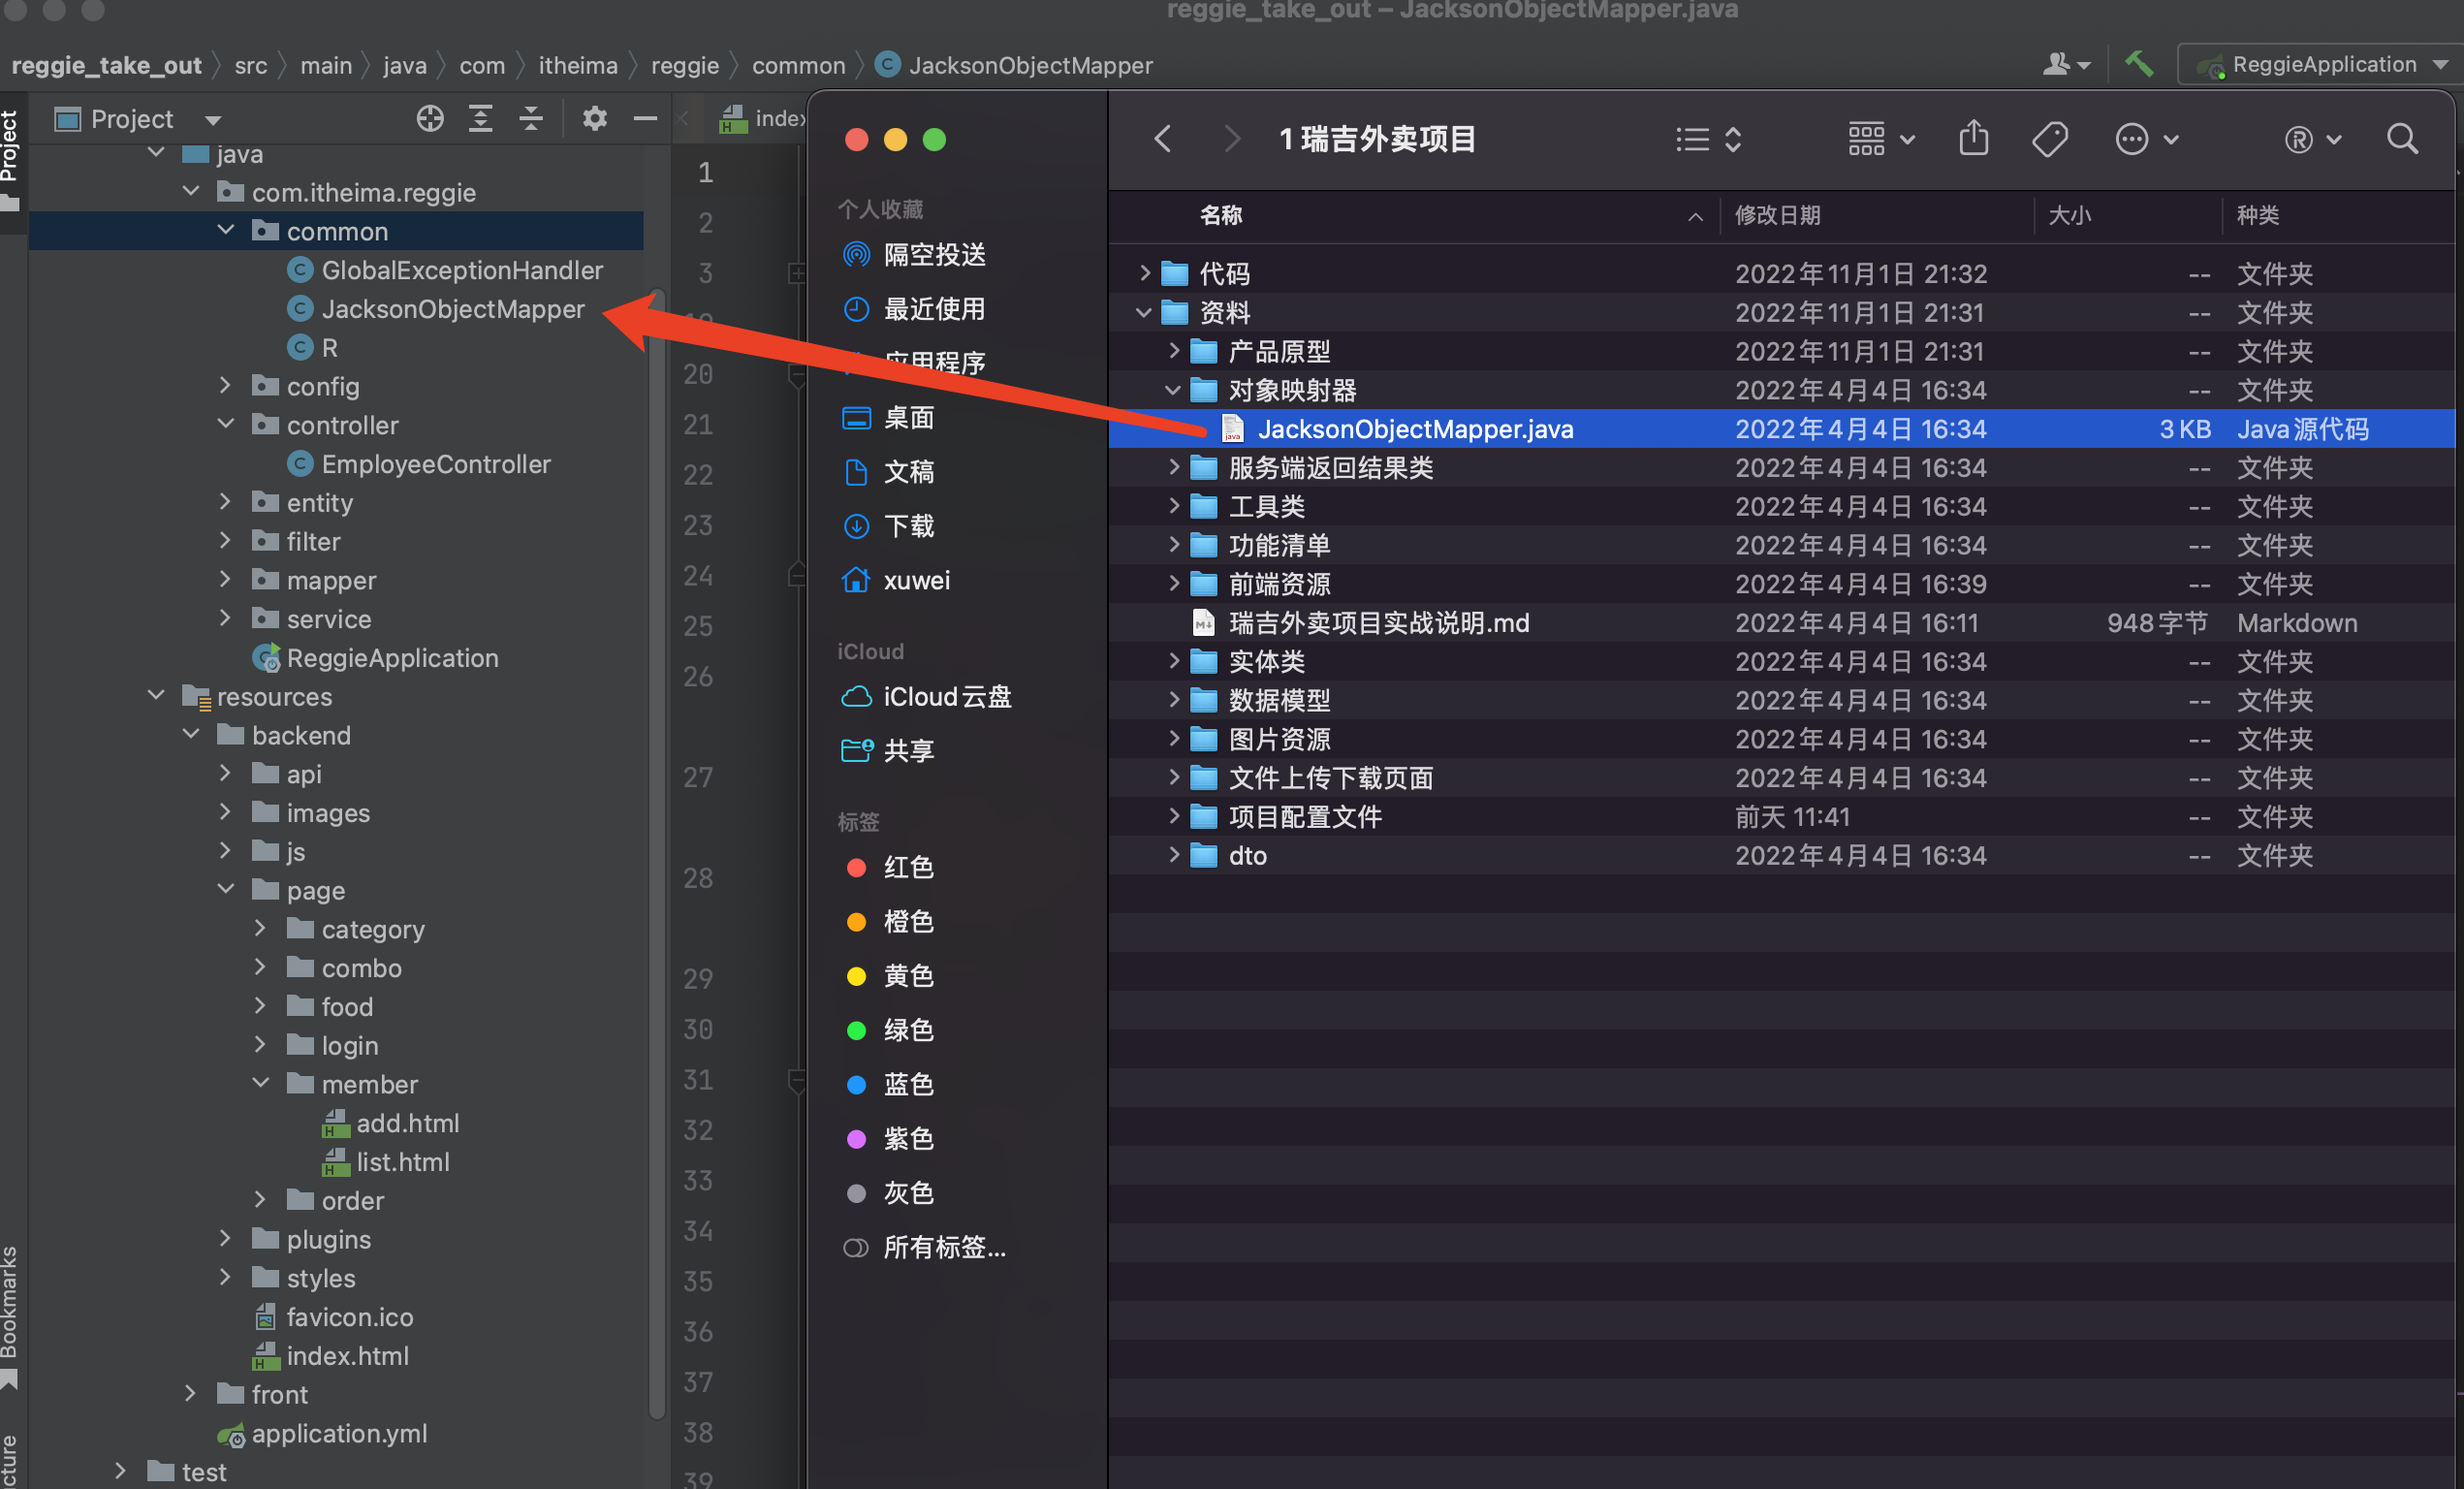 reggie_take_out – JacksonObjectMapper.java
reggie_take_out src main java com itheima reggie common JacksonObjectMapper
ReggieApplication
Project
Project
java
com.itheima.reggie
common
GlobalExceptionHandler
JacksonObjectMapper
R
config
controller
EmployeeController
entity
filter
mapper
service
ReggieApplication
resources
backend
api
images
js
page
category
combo
food
login
member
add.html
list.html
order
plugins
styles
favicon.ico
index.html
front
application.yml
test
Bookmarks
index
1
2
3
20
21
22
23
24
25
26
27
28
29
30
31
32
33
34
35
36
37
38
39
个人收藏
隔空投送
最近使用
应用程序
桌面
文稿
下载
xuwei
iCloud
iCloud云盘
共享
标签
红色
橙色
黄色
绿色
蓝色
紫色
灰色
所有标签...
1瑞吉外卖项目
名称 修改日期 大小 种类
代码 2022年11月1日 21:32 -- 文件夹
资料 2022年11月1日 21:31 -- 文件夹
产品原型 2022年11月1日 21:31 -- 文件夹
对象映射器 2022年4月4日 16:34 -- 文件夹
JacksonObjectMapper.java 2022年4月4日 16:34 3 KB Java源代码
服务端返回结果类 2022年4月4日 16:34 -- 文件夹
工具类 2022年4月4日 16:34 -- 文件夹
功能清单 2022年4月4日 16:34 -- 文件夹
前端资源 2022年4月4日 16:39 -- 文件夹
瑞吉外卖项目实战说明.md 2022年4月4日 16:11 948字节 Markdown
实体类 2022年4月4日 16:34 -- 文件夹
数据模型 2022年4月4日 16:34 -- 文件夹
图片资源 2022年4月4日 16:34 -- 文件夹
文件上传下载页面 2022年4月4日 16:34 -- 文件夹
项目配置文件 前天 11:41 -- 文件夹
dto 2022年4月4日 16:34 -- 文件夹